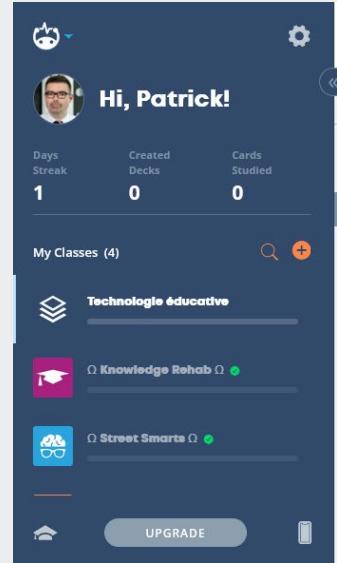 Hi, Patrick!
Days Streak
Created Decks
Cards Studied
1
0
0
My Classes (4)
Technologie éducative
Ω Knowledge Rehab Ω
Ω Street Smarts Ω
UPGRADE